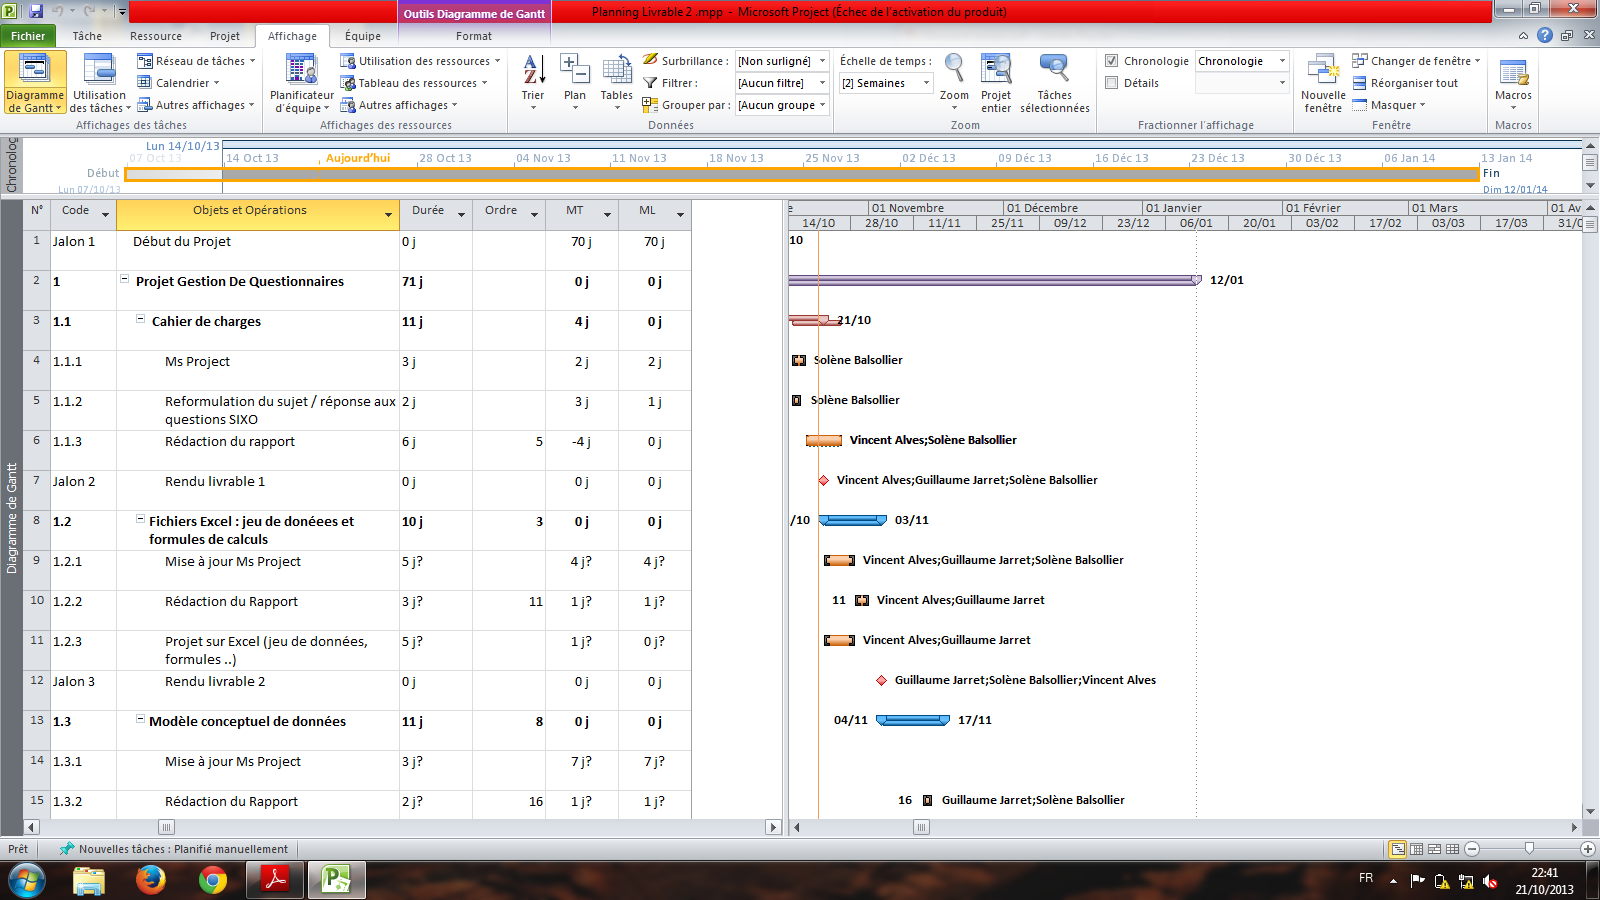 Outils Diagramme de Gantt
Planning Livrable 2 .mpp - Microsoft Project (Échec de l'activation du produit)
Fichier Tâche Ressource Projet Affichage Équipe Format
Diagramme de Gantt
Utilisation des tâches
Réseau de tâches
Calendrier
Autres affichages
Affichages des tâches
Planificateur d'équipe
Utilisation des ressources
Tableau des ressources
Autres affichages
Affichages des ressources
Trier
Plan
Tables
Surbrillance : [Non surligné]
Filtrer : [Aucun filtre]
Grouper par : [Aucun groupe
Données
Échelle de temps :
[2] Semaines
Zoom
Projet entier
Tâches sélectionnées
Zoom
Chronologie Chronologie
Détails
Fractionner l'affichage
Nouvelle fenêtre
Changer de fenêtre
Réorganiser tout
Masquer
Fenêtre
Macros
Macros
Chronolog
Lun 14/10/13
07 Oct 13 14 Oct 13 Aujourd'hui 28 Oct 13 04 Nov 13 11 Nov 13 18 Nov 13 25 Nov 13 02 Déc 13 09 Déc 13 16 Déc 13 23 Déc 13 30 Déc 13 06 Jan 14 13 Jan 14
Début
Lun 07/10/13
Fin
Dim 12/01/14
Diagramme de Gantt
N° Code Objets et Opérations Durée Ordre MT ML
e 01 Novembre 01 Décembre 01 Janvier 01 Février 01 Mars 01 Av
14/10 28/10 11/11 25/11 09/12 23/12 06/01 20/01 03/02 17/02 03/03 17/03 31/0
1 Jalon 1 Début du Projet 0 j 70 j 70 j 10
2 1 Projet Gestion De Questionnaires 71 j 0 j 0 j 12/01
3 1.1 Cahier de charges 11 j 4 j 0 j 21/10
4 1.1.1 Ms Project 3 j 2 j 2 j Solène Balsollier
5 1.1.2 Reformulation du sujet / réponse aux 2 j 3 j 1 j Solène Balsollier
questions SIXO
6 1.1.3 Rédaction du rapport 6 j 5 -4 j 0 j Vincent Alves;Solène Balsollier
7 Jalon 2 Rendu livrable 1 0 j 0 j 0 j Vincent Alves;Guillaume Jarret;Solène Balsollier
8 1.2 Fichiers Excel : jeu de donéees et 10 j 3 0 j 0 j /10 03/11
formules de calculs
9 1.2.1 Mise à jour Ms Project 5 j? 4 j? 4 j? Vincent Alves;Guillaume Jarret;Solène Balsollier
10 1.2.2 Rédaction du Rapport 3 j? 11 1 j? 1 j? 11 Vincent Alves;Guillaume Jarret
11 1.2.3 Projet sur Excel (jeu de données, 5 j? 1 j? 0 j? Vincent Alves;Guillaume Jarret
formules ..)
12 Jalon 3 Rendu livrable 2 0 j 0 j 0 j Guillaume Jarret;Solène Balsollier;Vincent Alves
13 1.3 Modèle conceptuel de données 11 j 8 0 j 0 j 04/11 17/11
14 1.3.1 Mise à jour Ms Project 3 j? 7 j? 7 j?
15 1.3.2 Rédaction du Rapport 2 j? 16 1 j? 1 j? 16 Guillaume Jarret;Solène Balsollier
Prêt Nouvelles tâches : Planifié manuellement
FR
22:41
21/10/2013